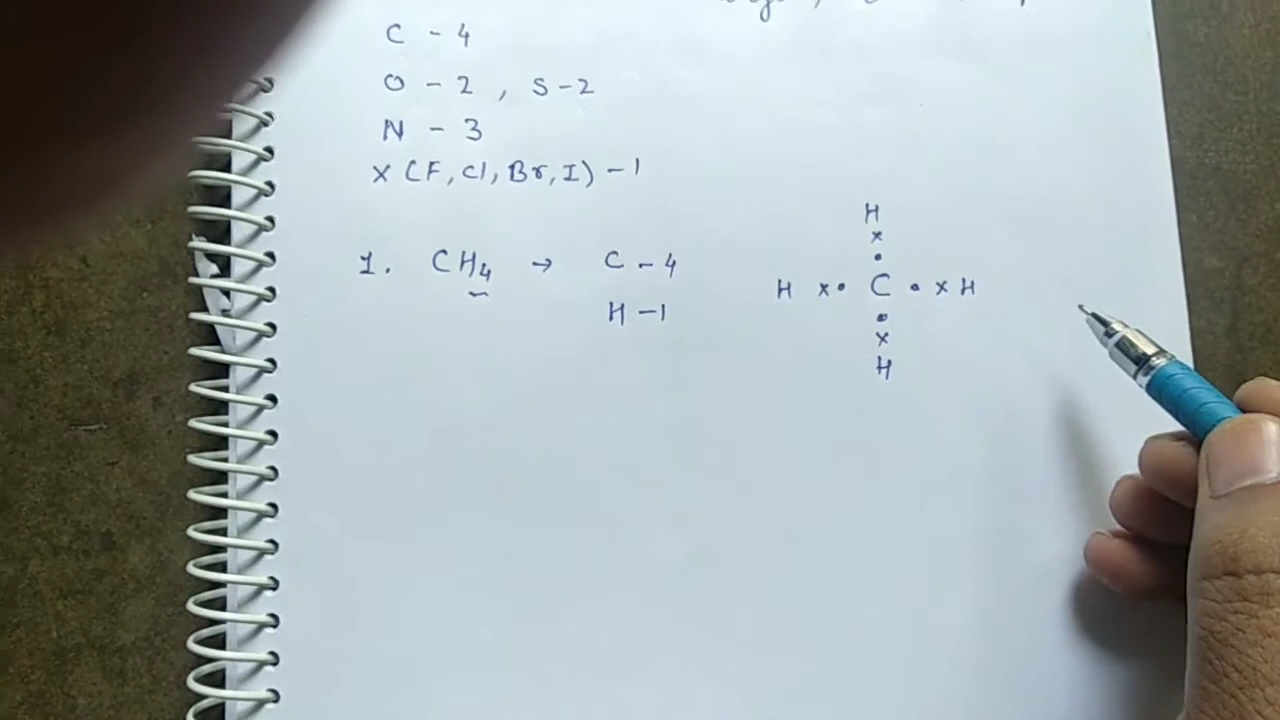 C - 4
O - 2 , S - 2
N - 3
X (F, Cl, Br, I) - 1
H
x
•
1. CH4 → C - 4
H x • C • x H
H - 1
•
x
H